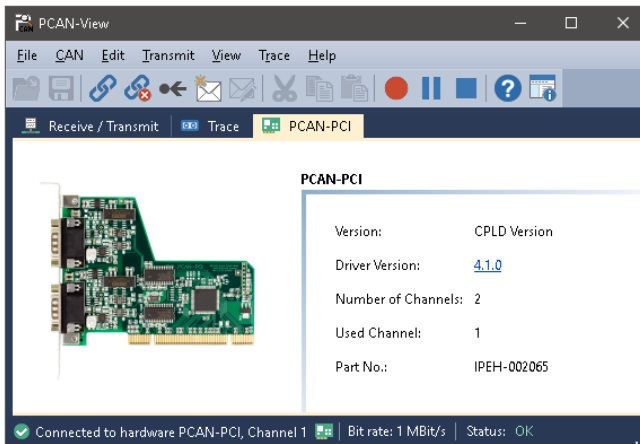 PCAN-View
File CAN Edit Transmit View Trace Help
Receive / Transmit Trace PCAN-PCI
PCAN-PCI
Version: CPLD Version
Driver Version: 4.1.0
Number of Channels: 2
Used Channel: 1
Part No.: IPEH-002065
Connected to hardware PCAN-PCI, Channel 1 Bit rate: 1 MBit/s Status: OK